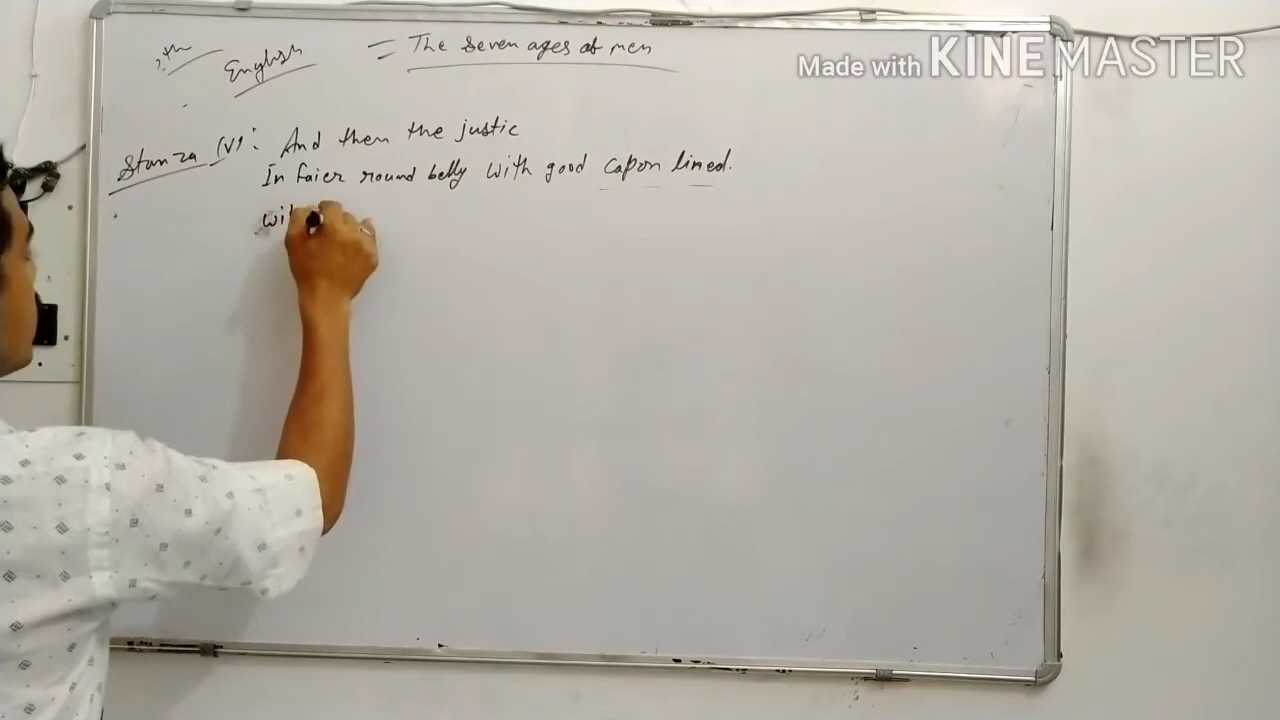 English = The seven ages of men
Made with KINEMASTER
Stanza (V): And then the justic
In faier round belly with good capon lined.
wit